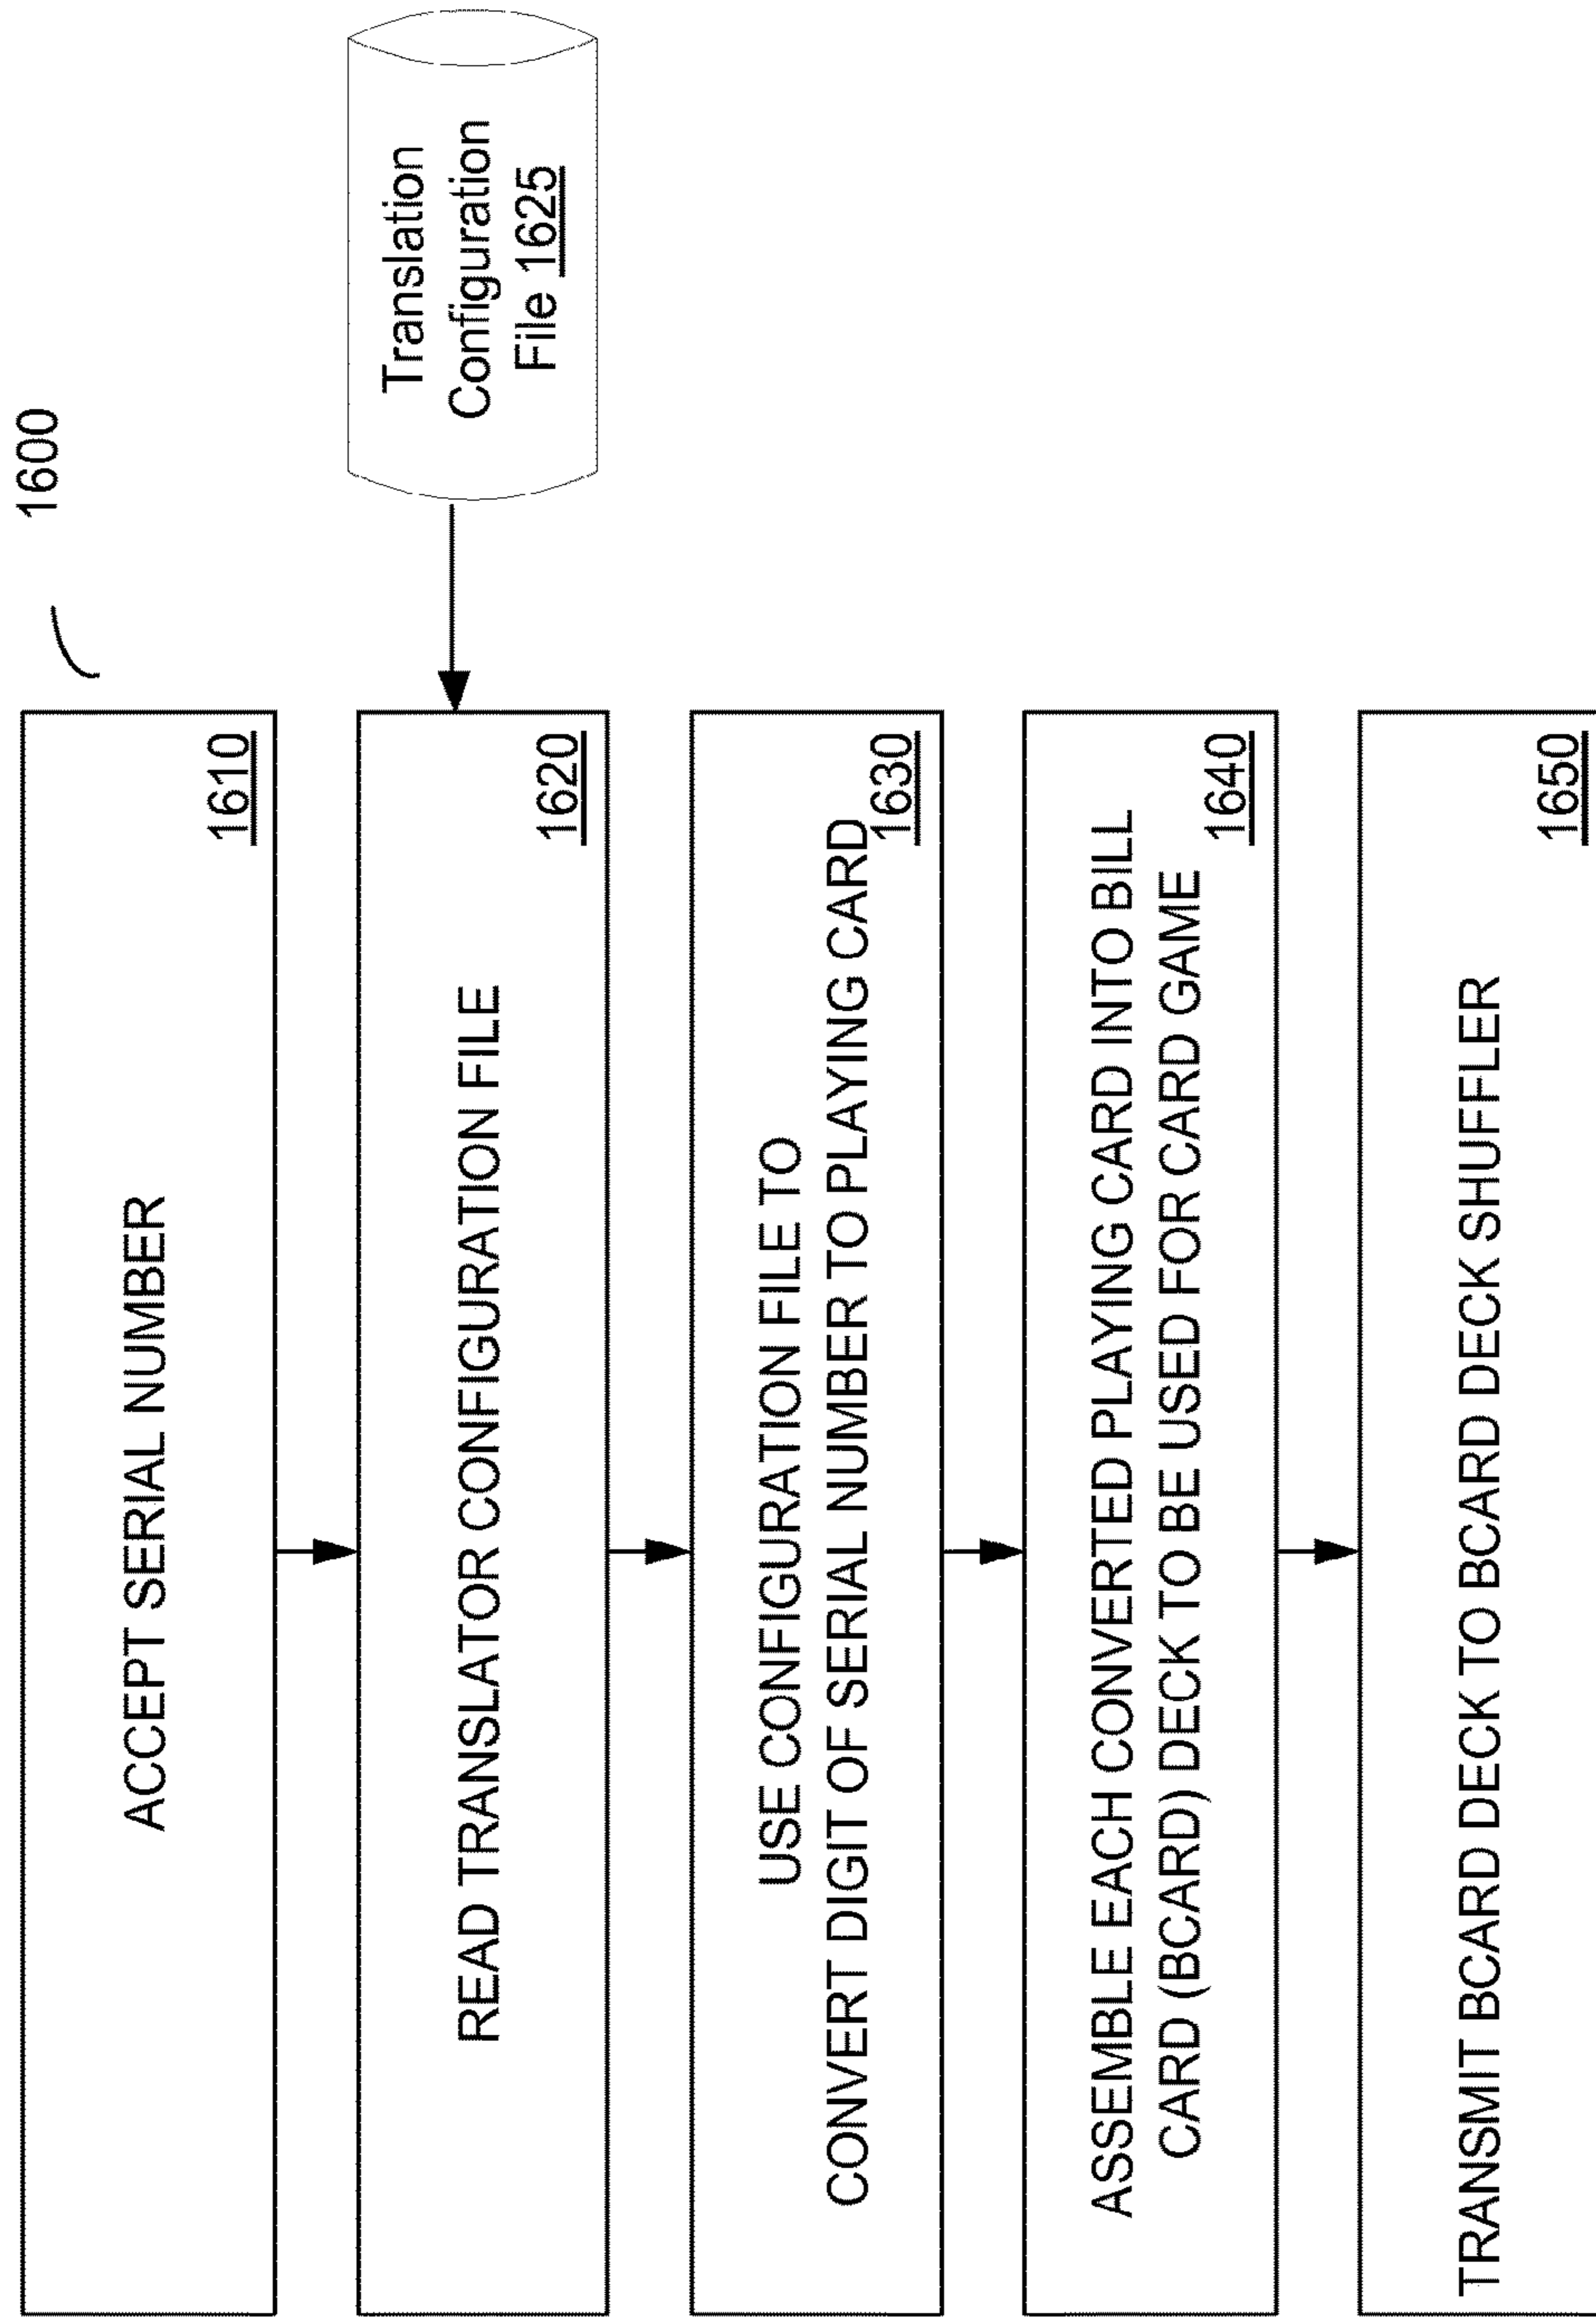 1600
ACCEPT SERIAL NUMBER
1610
READ TRANSLATOR CONFIGURATION FILE
1620
Translation
Configuration
File 1625
USE CONFIGURATION FILE TO
CONVERT DIGIT OF SERIAL NUMBER TO PLAYING CARD
1630
ASSEMBLE EACH CONVERTED PLAYING CARD INTO BILL
CARD (BCARD) DECK TO BE USED FOR CARD GAME
1640
TRANSMIT BCARD DECK TO BCARD DECK SHUFFLER
1650